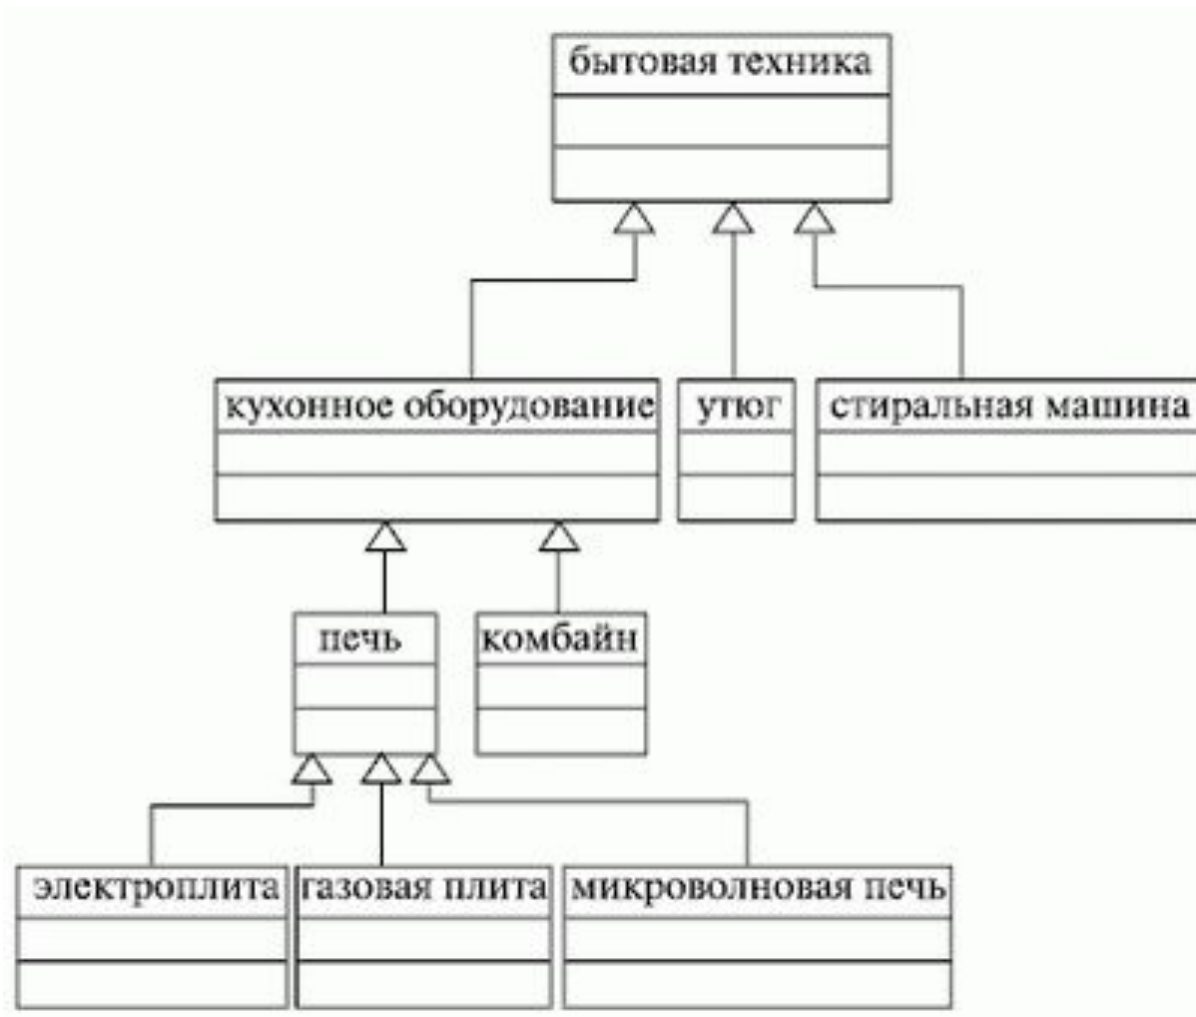 бытовая техника
кухонное оборудование
утюг
стиральная машина
печь
комбайн
электроплита
газовая плита
микроволновая печь